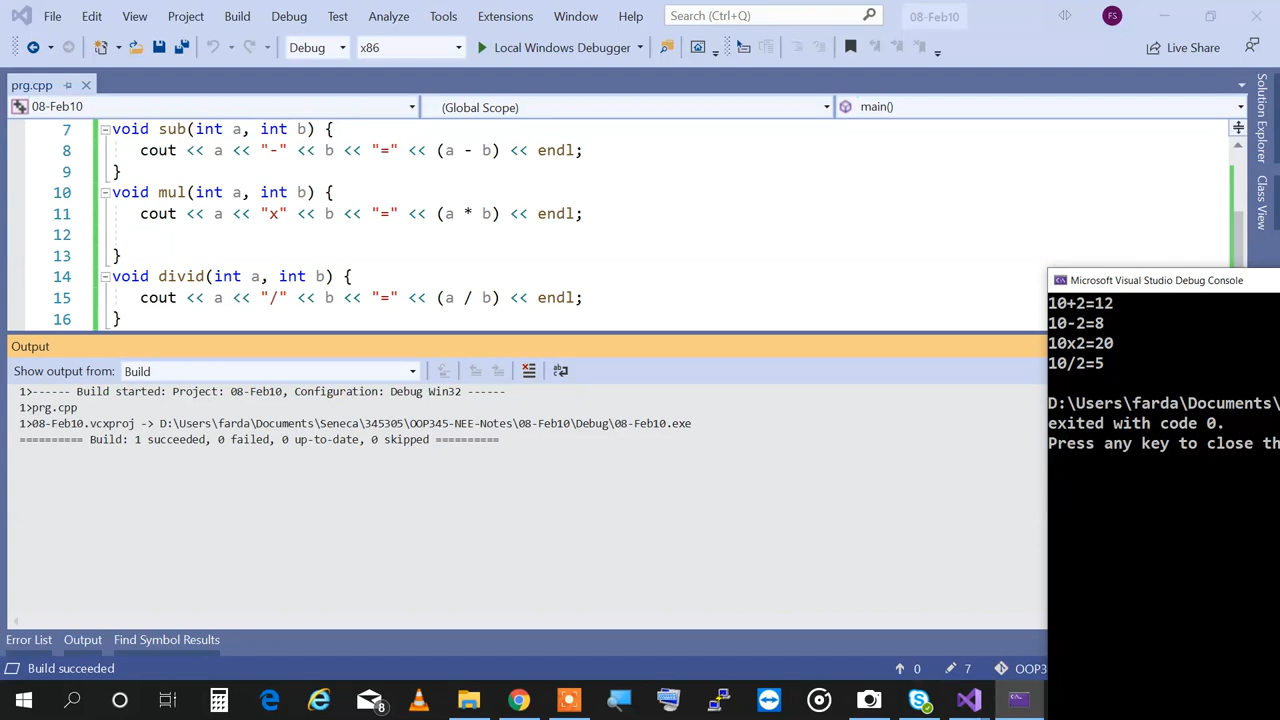 File Edit View Project Build Debug Test Analyze Tools Extensions Window Help Search (Ctrl+Q) 08-Feb10 FS
Debug x86 Local Windows Debugger Live Share
prg.cpp
08-Feb10 (Global Scope) main()
7 void sub(int a, int b) {
8 cout << a << "-" << b << "=" << (a - b) << endl;
9 }
10 void mul(int a, int b) {
11 cout << a << "x" << b << "=" << (a * b) << endl;
12
13 }
14 void divid(int a, int b) {
15 cout << a << "/" << b << "=" << (a / b) << endl;
16 }
Solution Explorer
Class View
Output
Show output from: Build
1>------ Build started: Project: 08-Feb10, Configuration: Debug Win32 ------
1>prg.cpp
1>08-Feb10.vcxproj -> D:\Users\farda\Documents\Seneca\345305\OOP345-NEE-Notes\08-Feb10\Debug\08-Feb10.exe
========== Build: 1 succeeded, 0 failed, 0 up-to-date, 0 skipped ==========
Microsoft Visual Studio Debug Console
10+2=12
10-2=8
10x2=20
10/2=5
D:\Users\farda\Documents\
exited with code 0.
Press any key to close th
Error List Output Find Symbol Results
Build succeeded 0 7 OOP3
8